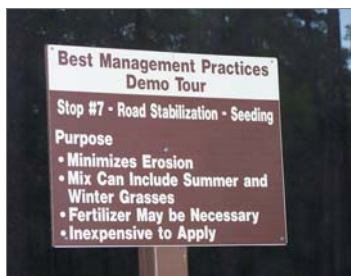 Best Management Practices
Demo Tour
Stop #7 - Road Stabilization - Seeding
Purpose
• Minimizes Erosion
• Mix Can Include Summer and
Winter Grasses
• Fertilizer May be Necessary
• Inexpensive to Apply